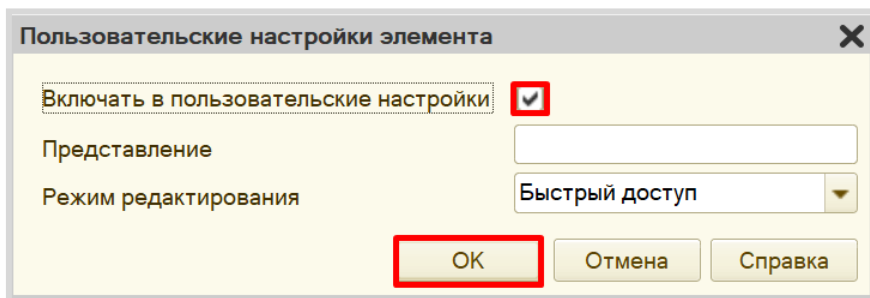 Пользовательские настройки элемента
Включать в пользовательские настройки
Представление
Режим редактирования Быстрый доступ
OK Отмена Справка